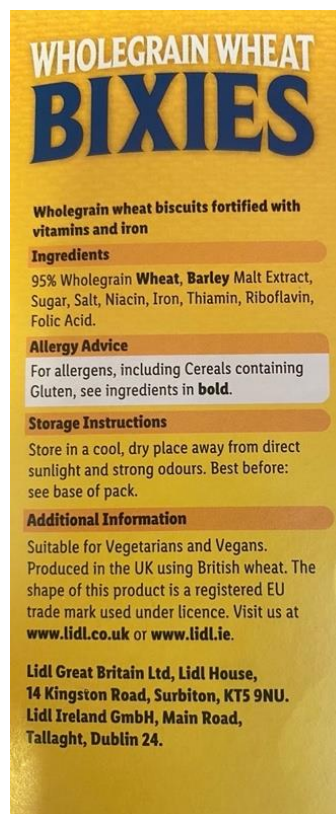 WHOLEGRAIN WHEAT
BIXIES
Wholegrain wheat biscuits fortified with
vitamins and iron
Ingredients
95% Wholegrain Wheat, Barley Malt Extract,
Sugar, Salt, Niacin, Iron, Thiamin, Riboflavin,
Folic Acid.
Allergy Advice
For allergens, including Cereals containing
Gluten, see ingredients in bold.
Storage Instructions
Store in a cool, dry place away from direct
sunlight and strong odours. Best before:
see base of pack.
Additional Information
Suitable for Vegetarians and Vegans.
Produced in the UK using British wheat. The
shape of this product is a registered EU
trade mark used under licence. Visit us at
www.lidl.co.uk or www.lidl.ie.
Lidl Great Britain Ltd, Lidl House,
14 Kingston Road, Surbiton, KT5 9NU.
Lidl Ireland GmbH, Main Road,
Tallaght, Dublin 24.